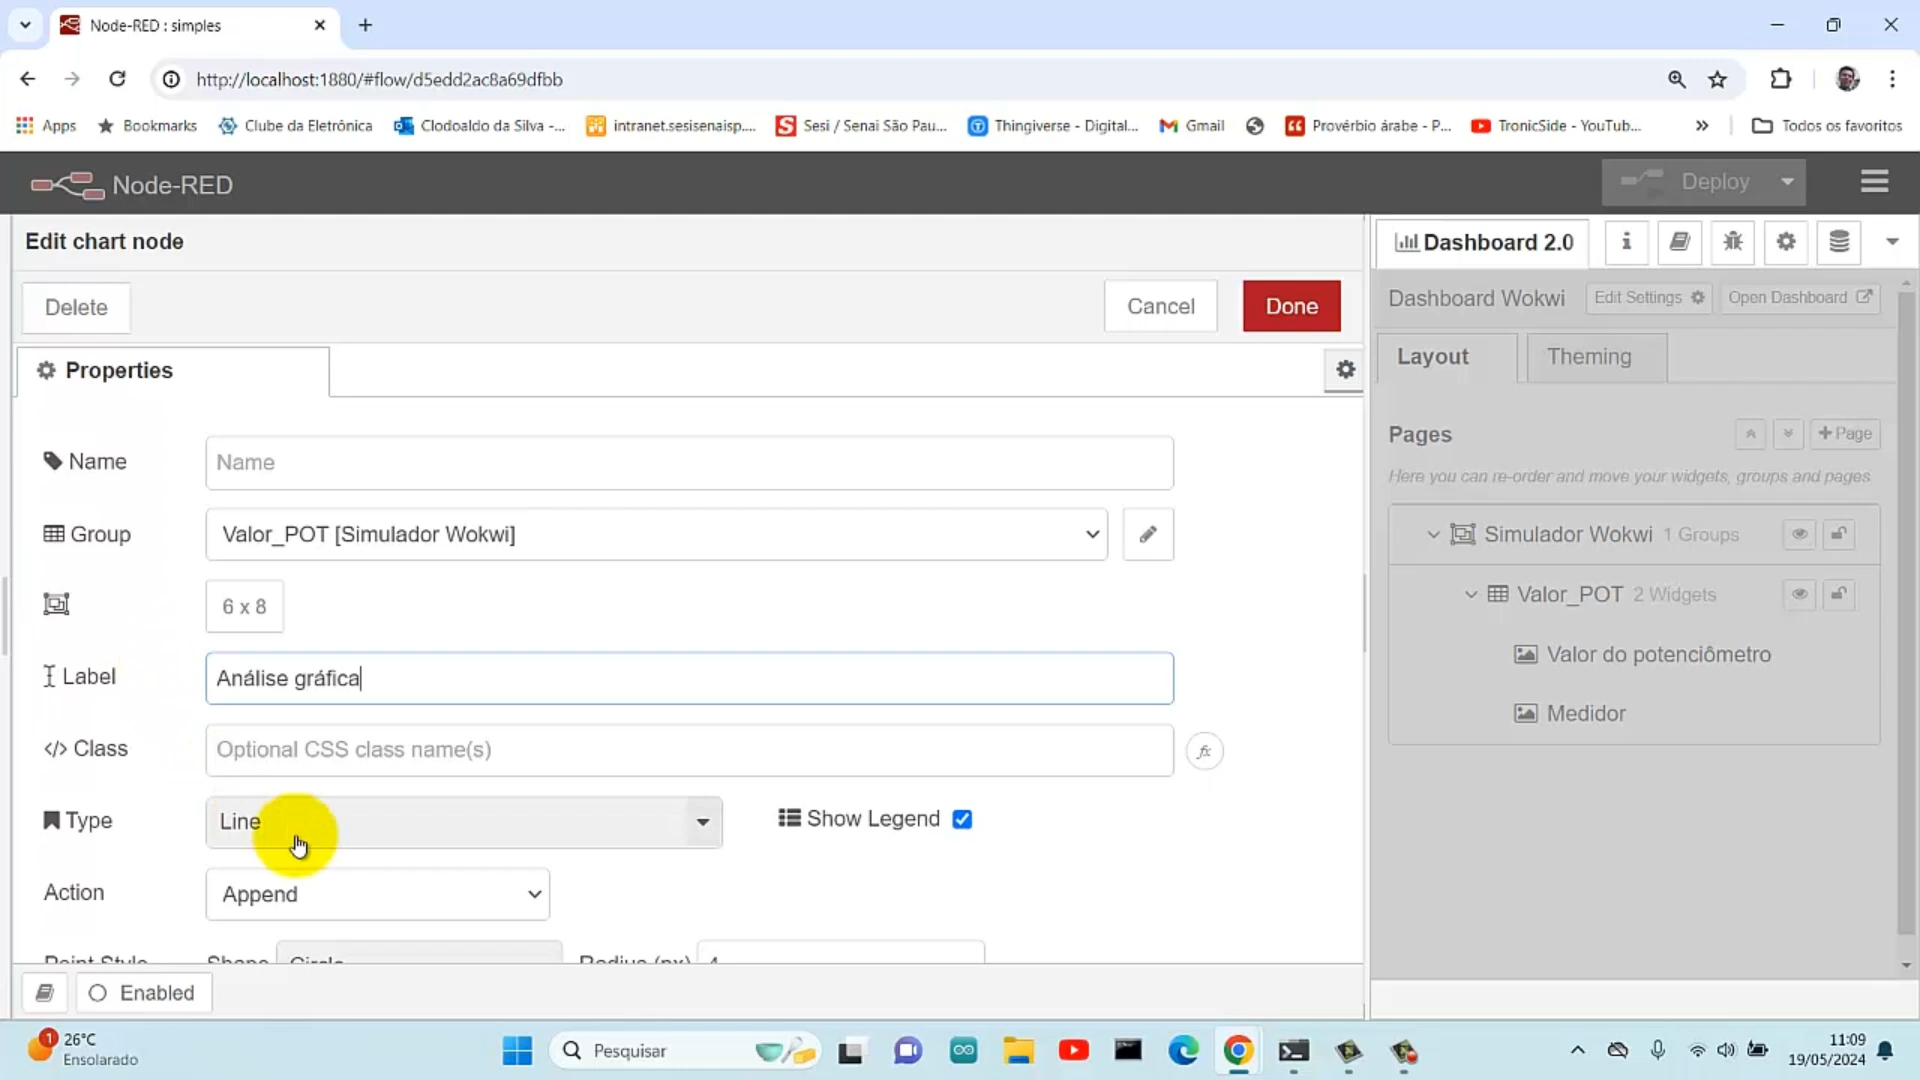 Node-RED : simples
http://localhost:1880/#flow/d5edd2ac8a69dfbb
Apps
Bookmarks
Clube da Eletrônica
Clodoaldo da Silva -...
intranet.sesisenaisp....
Sesi / Senai São Pau...
Thingiverse - Digital...
Gmail
Provérbio árabe - P...
TronicSide - YouTub...
Todos os favoritos
Node-RED
Deploy
Edit chart node
Delete
Cancel
Done
Properties
Name
Name
Group
Valor_POT [Simulador Wokwi]
6 x 8
Label
Análise gráfica
</> Class
Optional CSS class name(s)
fx
Type
Line
Show Legend
Action
Append
Point Style
Shape
Circle
Radius (px)
4
Enabled
Dashboard 2.0
Dashboard Wokwi
Edit Settings
Open Dashboard
Layout
Theming
Pages
+ Page
Here you can re-order and move your widgets, groups and pages.
Simulador Wokwi 1 Groups
Valor_POT 2 Widgets
Valor do potenciômetro
Medidor
1
26°C
Ensolarado
Pesquisar
11:09
19/05/2024